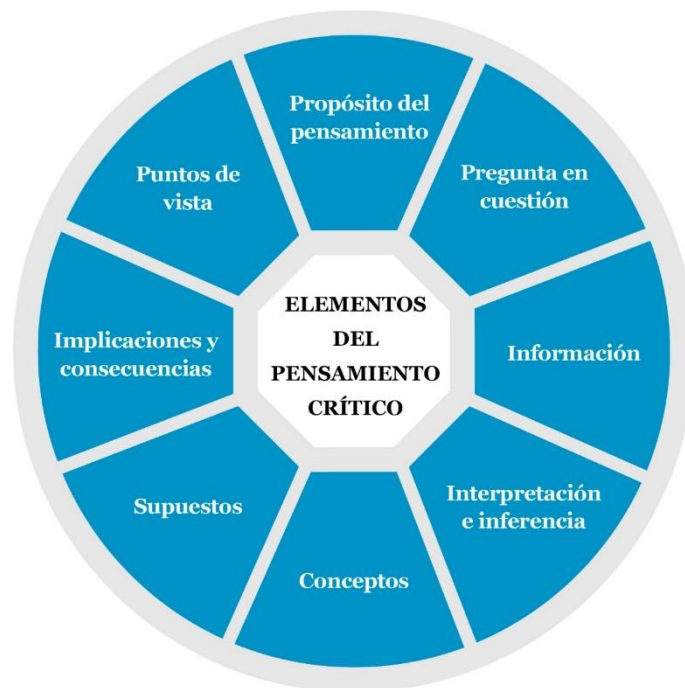 Propósito del
pensamiento
Pregunta en
cuestión
Información
Interpretación
e inferencia
Conceptos
Supuestos
Implicaciones y
consecuencias
Puntos de
vista
ELEMENTOS
DEL
PENSAMIENTO
CRÍTICO